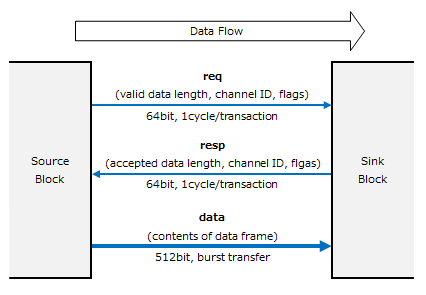 Data Flow
req
(valid data length, channel ID, flags)
64bit, 1cycle/transaction
resp
(accepted data length, channel ID, flgas)
64bit, 1cycle/transaction
Source
Block
Sink
Block
data
(contents of data frame)
512bit, burst transfer